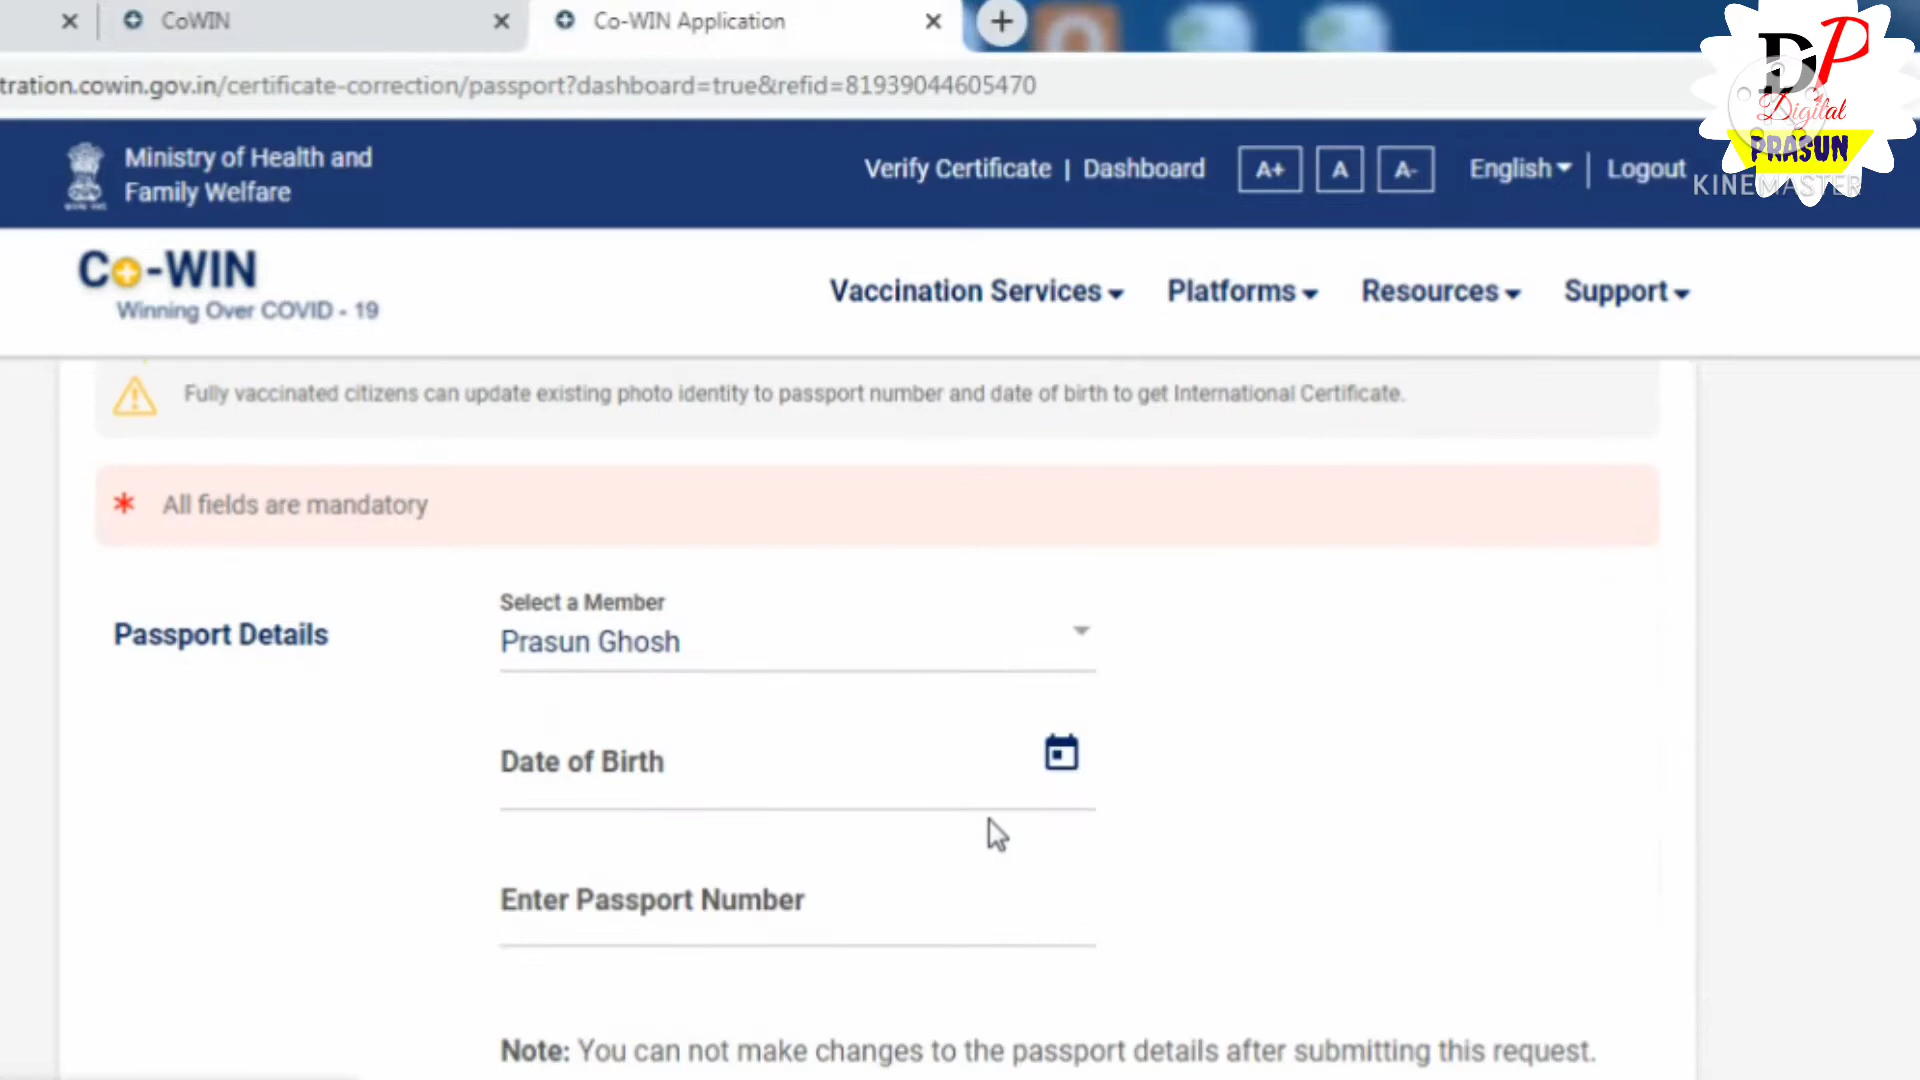 CoWIN
Co-WIN Application
tration.cowin.gov.in/certificate-correction/passport?dashboard=true&refid=81939044605470
DP
Digital
PRASUN
KINEMASTER
Ministry of Health and
Family Welfare
Verify Certificate | Dashboard
A+ A A-
English
Logout
Co-WIN
Winning Over COVID - 19
Vaccination Services
Platforms
Resources
Support
Fully vaccinated citizens can update existing photo identity to passport number and date of birth to get International Certificate.
* All fields are mandatory
Passport Details
Select a Member
Prasun Ghosh
Date of Birth
Enter Passport Number
Note: You can not make changes to the passport details after submitting this request.